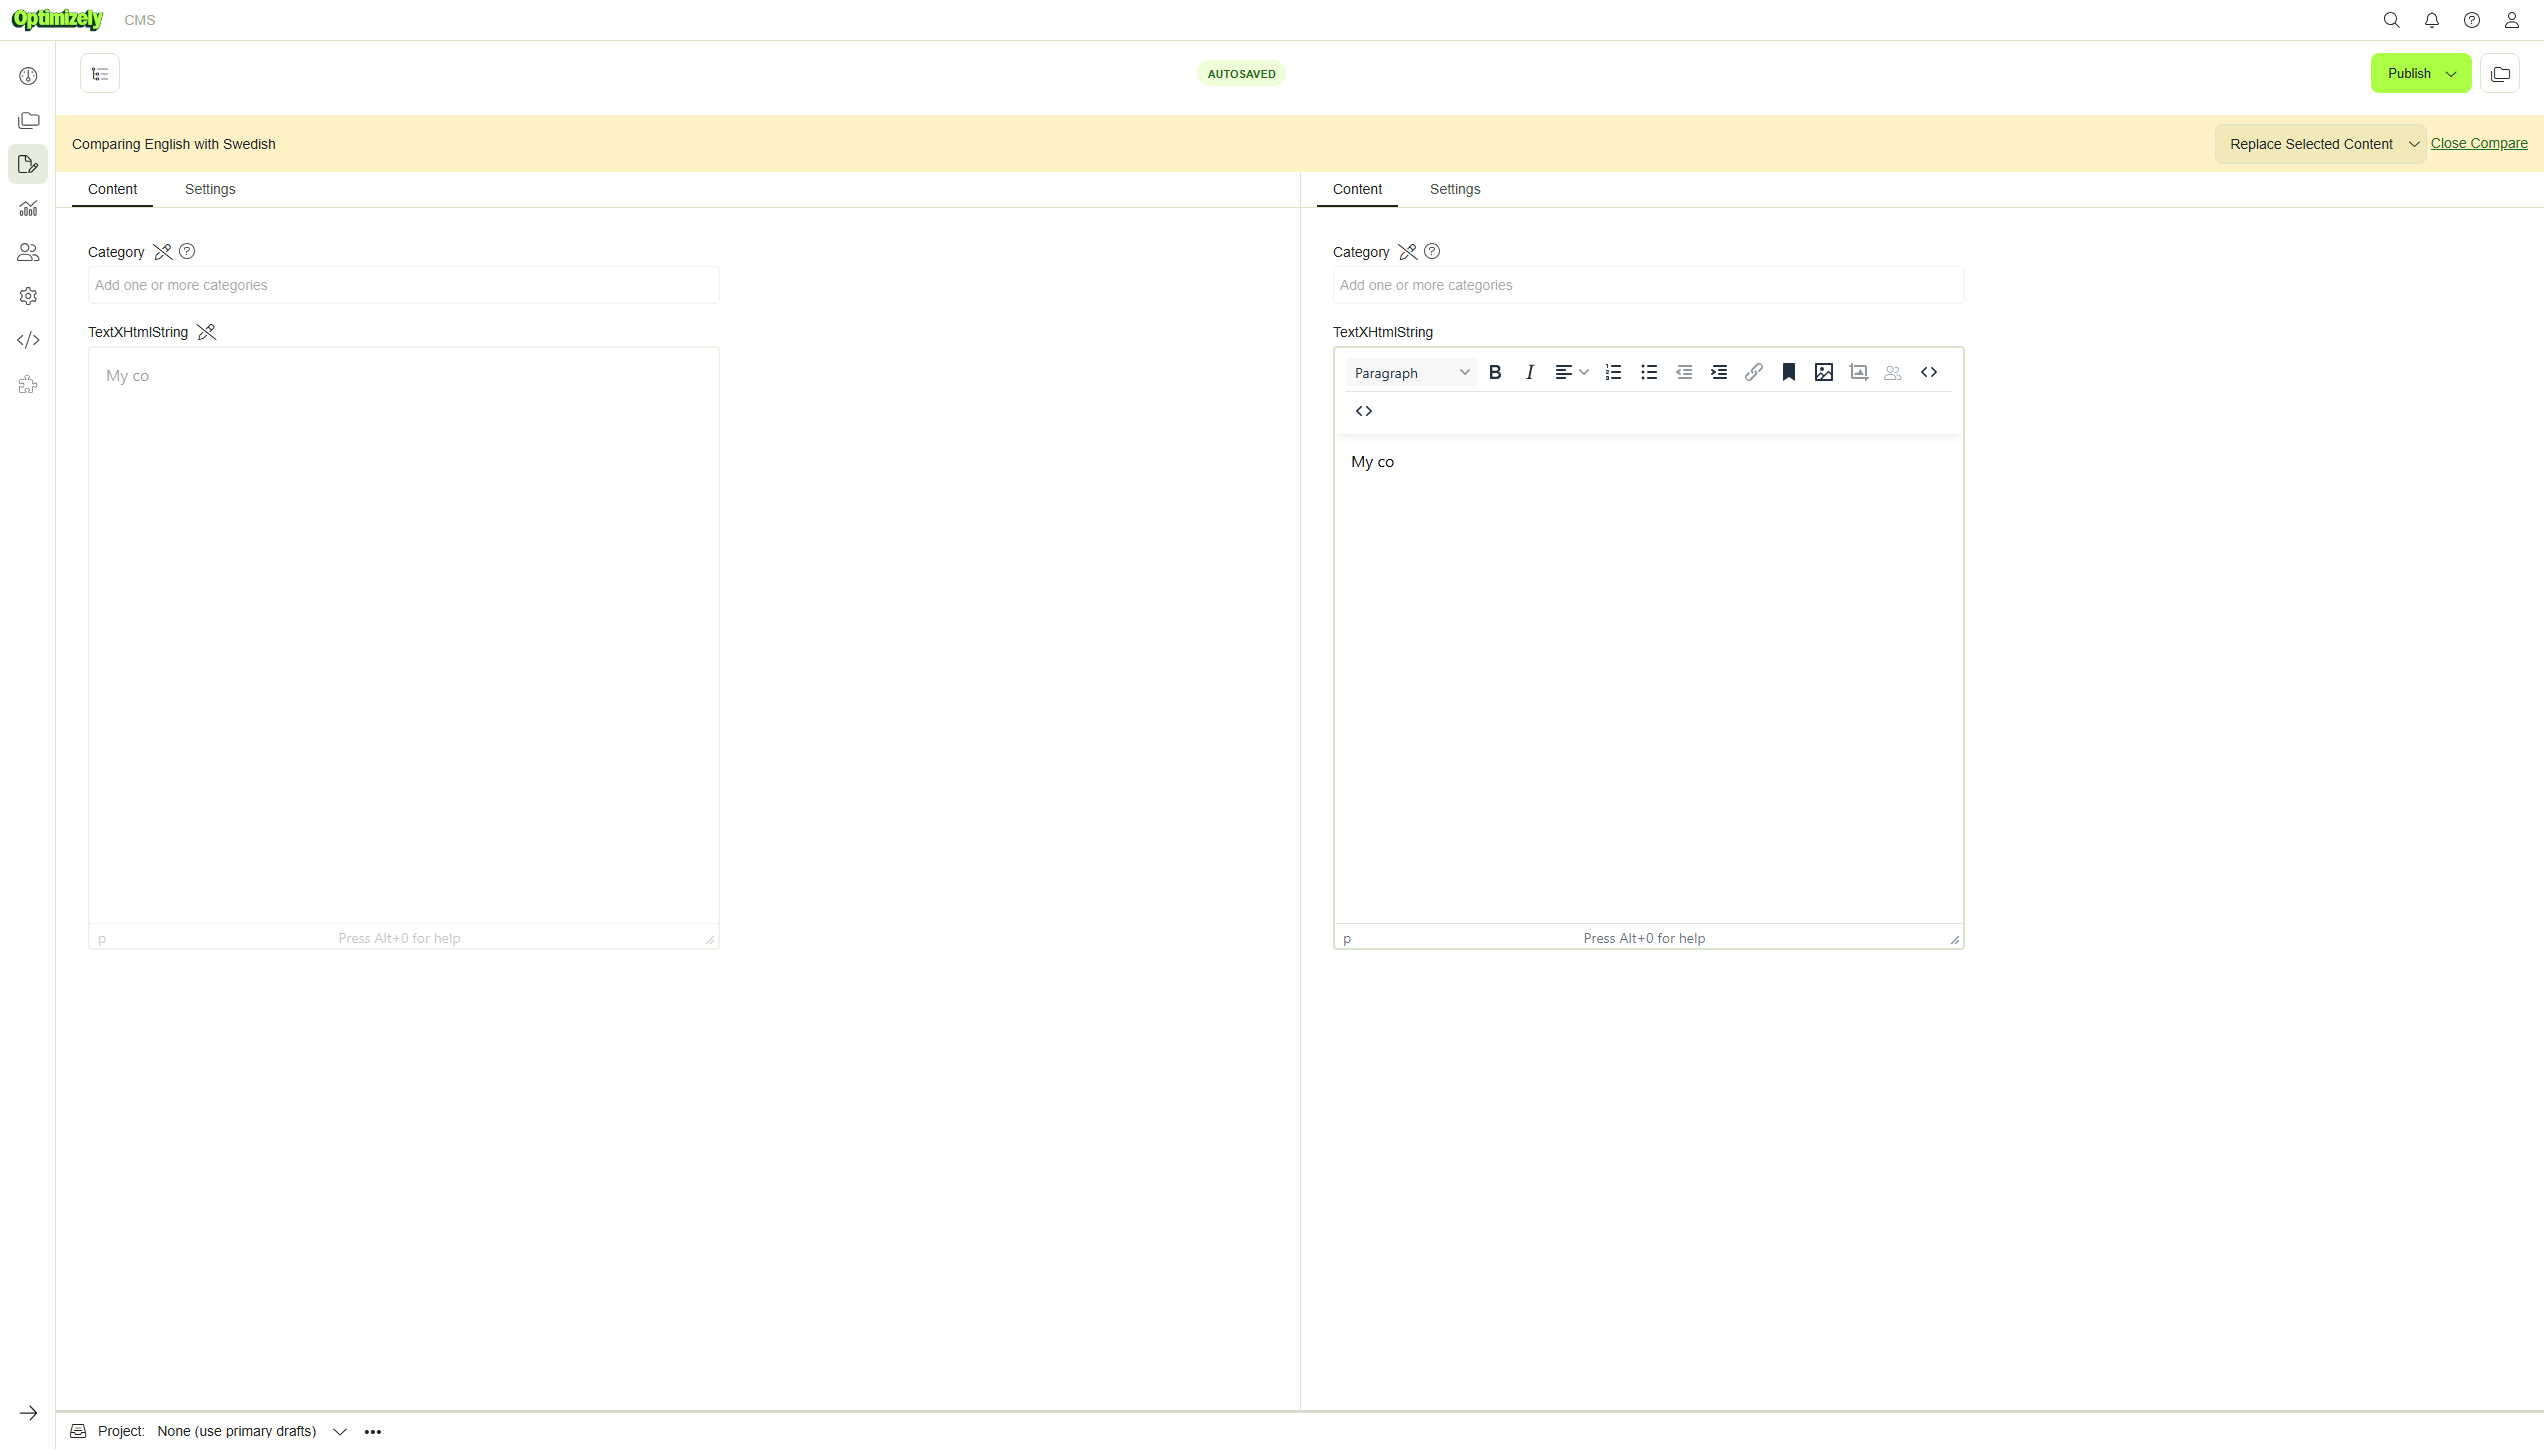 Optimizely CMS
AUTOSAVED
Publish
Comparing English with Swedish
Replace Selected Content
Close Compare
Content Settings
Category
Add one or more categories
TextXHtmlString
My co
p Press Alt+0 for help
Content Settings
Category
Add one or more categories
TextXHtmlString
Paragraph
My co
p Press Alt+0 for help
Project: None (use primary drafts)